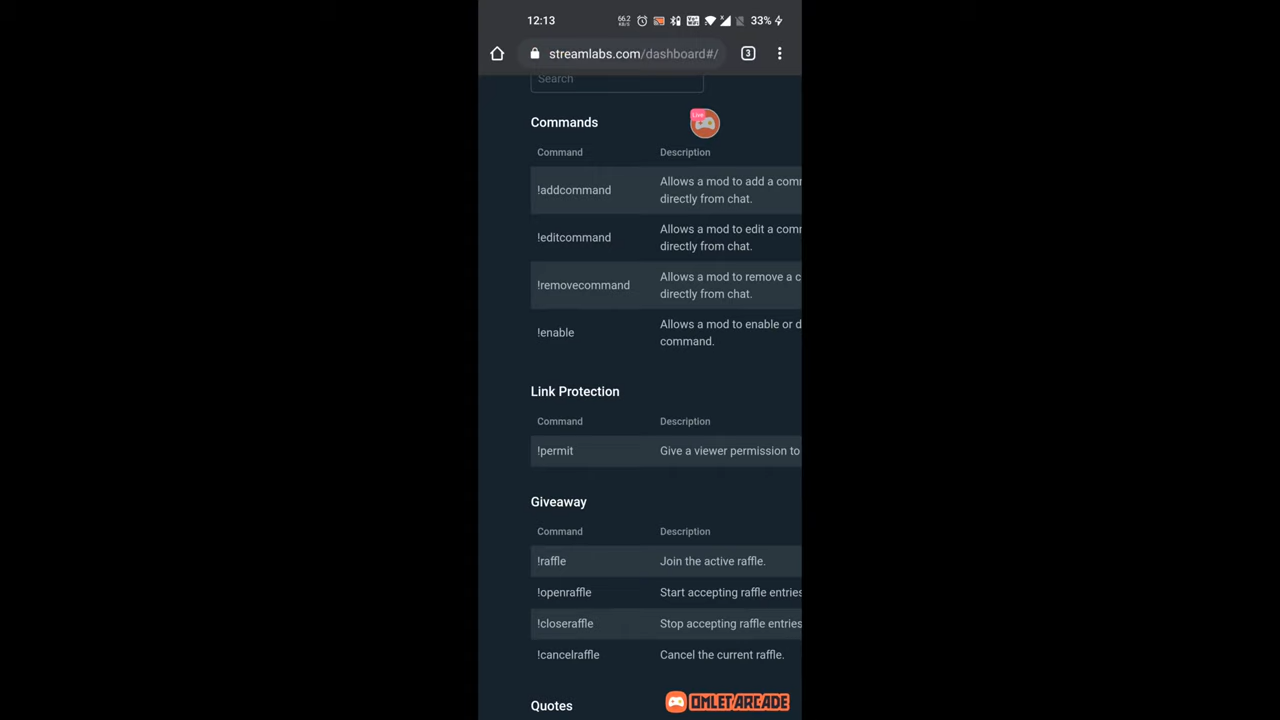 12:13
66.2
KB/S
33%
streamlabs.com/dashboard#/
3
Search
Commands
Live
Command Description
!addcommand
Allows a mod to add a comm
directly from chat.
!editcommand
Allows a mod to edit a comm
directly from chat.
!removecommand
Allows a mod to remove a c
directly from chat.
!enable
Allows a mod to enable or d
command.
Link Protection
Command Description
!permit Give a viewer permission to
Giveaway
Command Description
!raffle Join the active raffle.
!openraffle Start accepting raffle entries
!closeraffle Stop accepting raffle entries
!cancelraffle Cancel the current raffle.
Quotes
OMLET ARCADE